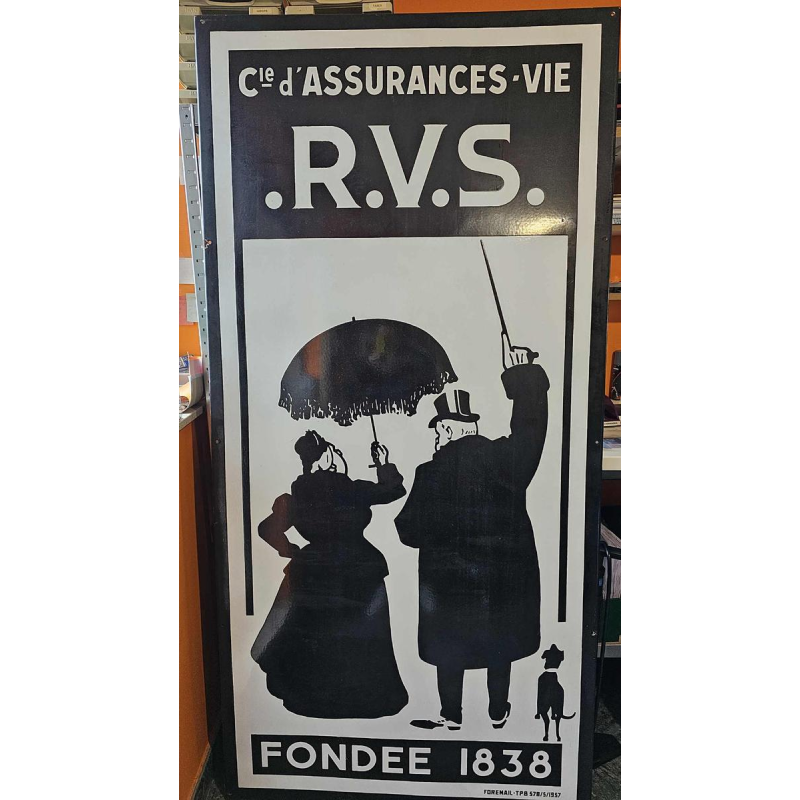 Cie d'ASSURANCES-VIE
.R.V.S.
FONDEE 1838
FOREMAIL-TPB 578/5/1957